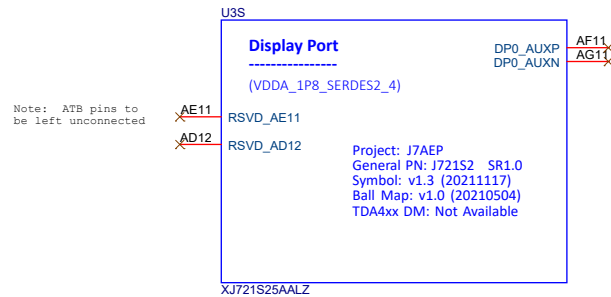 U3S
Display Port
----------------
(VDDA_1P8_SERDES2_4)
DP0_AUXP AF11
DP0_AUXN AG11
Note: ATB pins to
be left unconnected
AE11 RSVD_AE11
AD12 RSVD_AD12
Project: J7AEP
General PN: J721S2 SR1.0
Symbol: v1.3 (20211117)
Ball Map: v1.0 (20210504)
TDA4xx DM: Not Available
XJ721S25AALZ